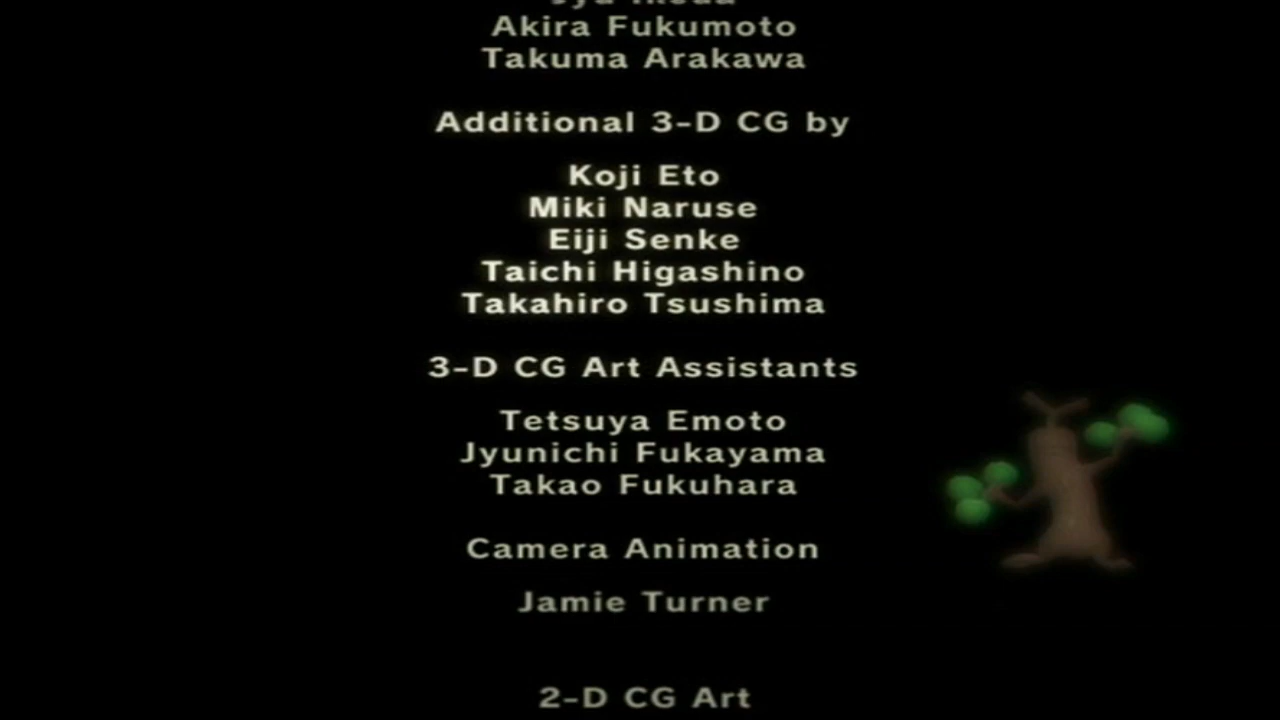 Akira Fukumoto
Takuma Arakawa
Additional 3-D CG by
Koji Eto
Miki Naruse
Eiji Senke
Taichi Higashino
Takahiro Tsushima
3-D CG Art Assistants
Tetsuya Emoto
Jyunichi Fukayama
Takao Fukuhara
Camera Animation
Jamie Turner
2-D CG Art